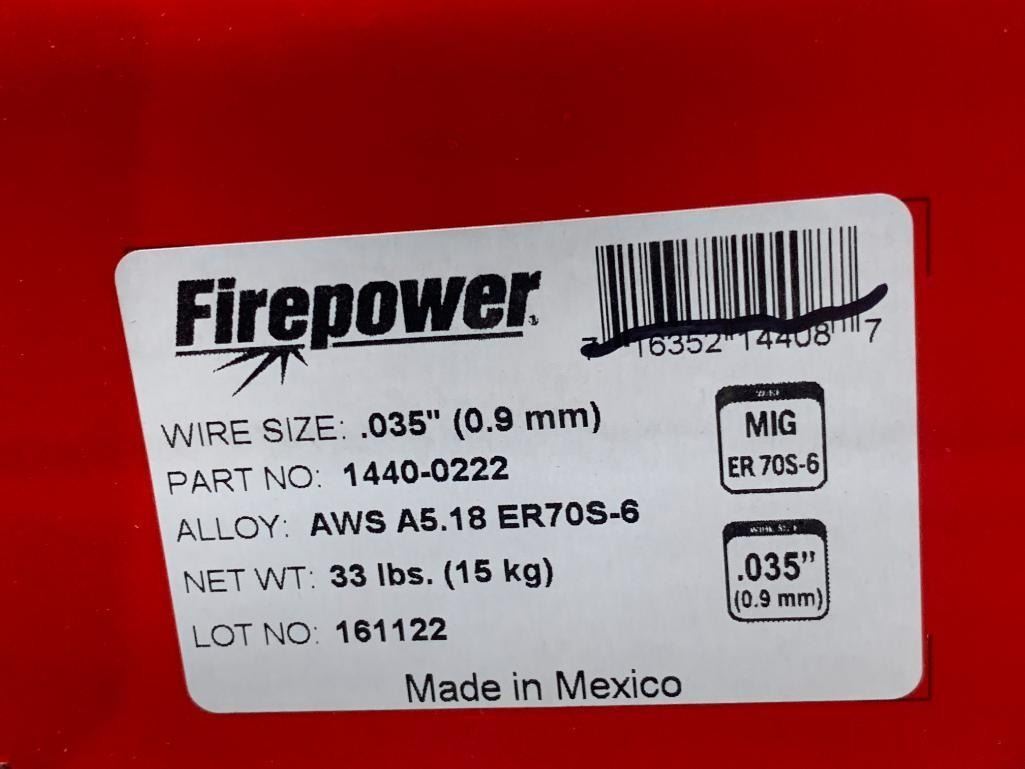 Firepower
16352 14408 7
WIRE SIZE: .035" (0.9 mm)
PART NO: 1440-0222
ALLOY: AWS A5.18 ER70S-6
NET WT: 33 lbs. (15 kg)
LOT NO: 161122
Made in Mexico
MIG
ER 70S-6
.035"
(0.9 mm)